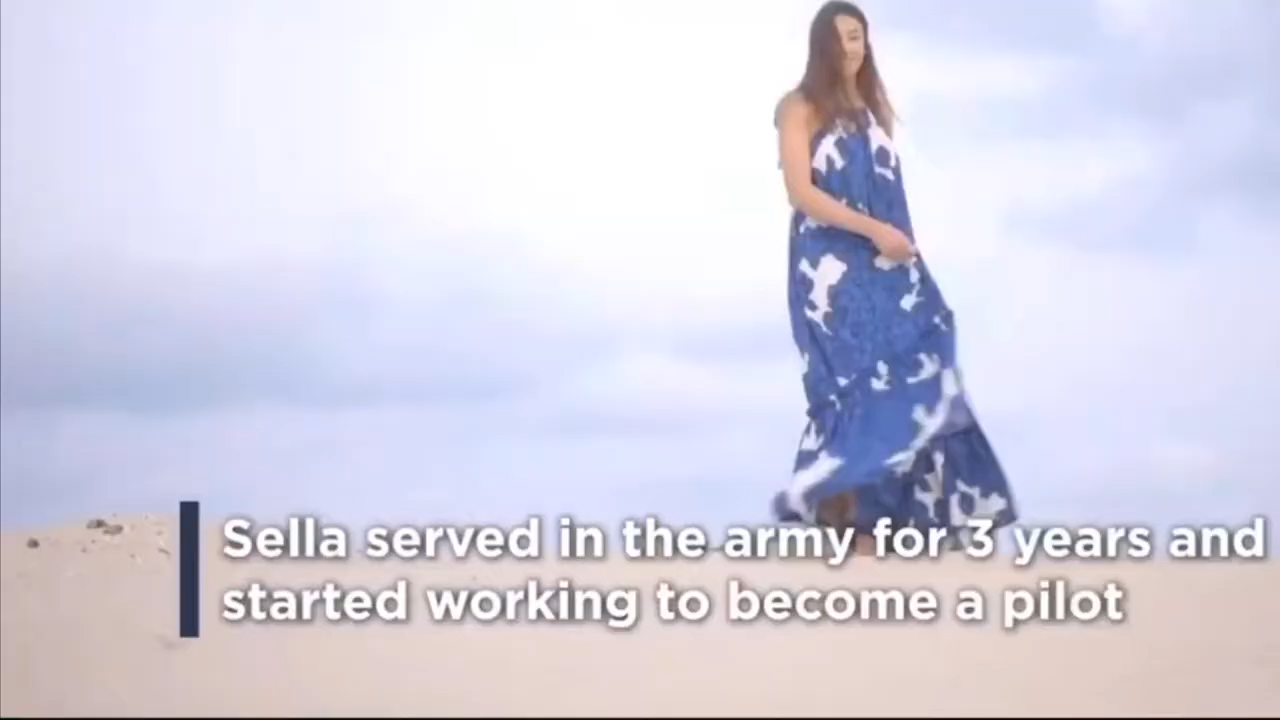 Sella served in the army for 3 years and
started working to become a pilot